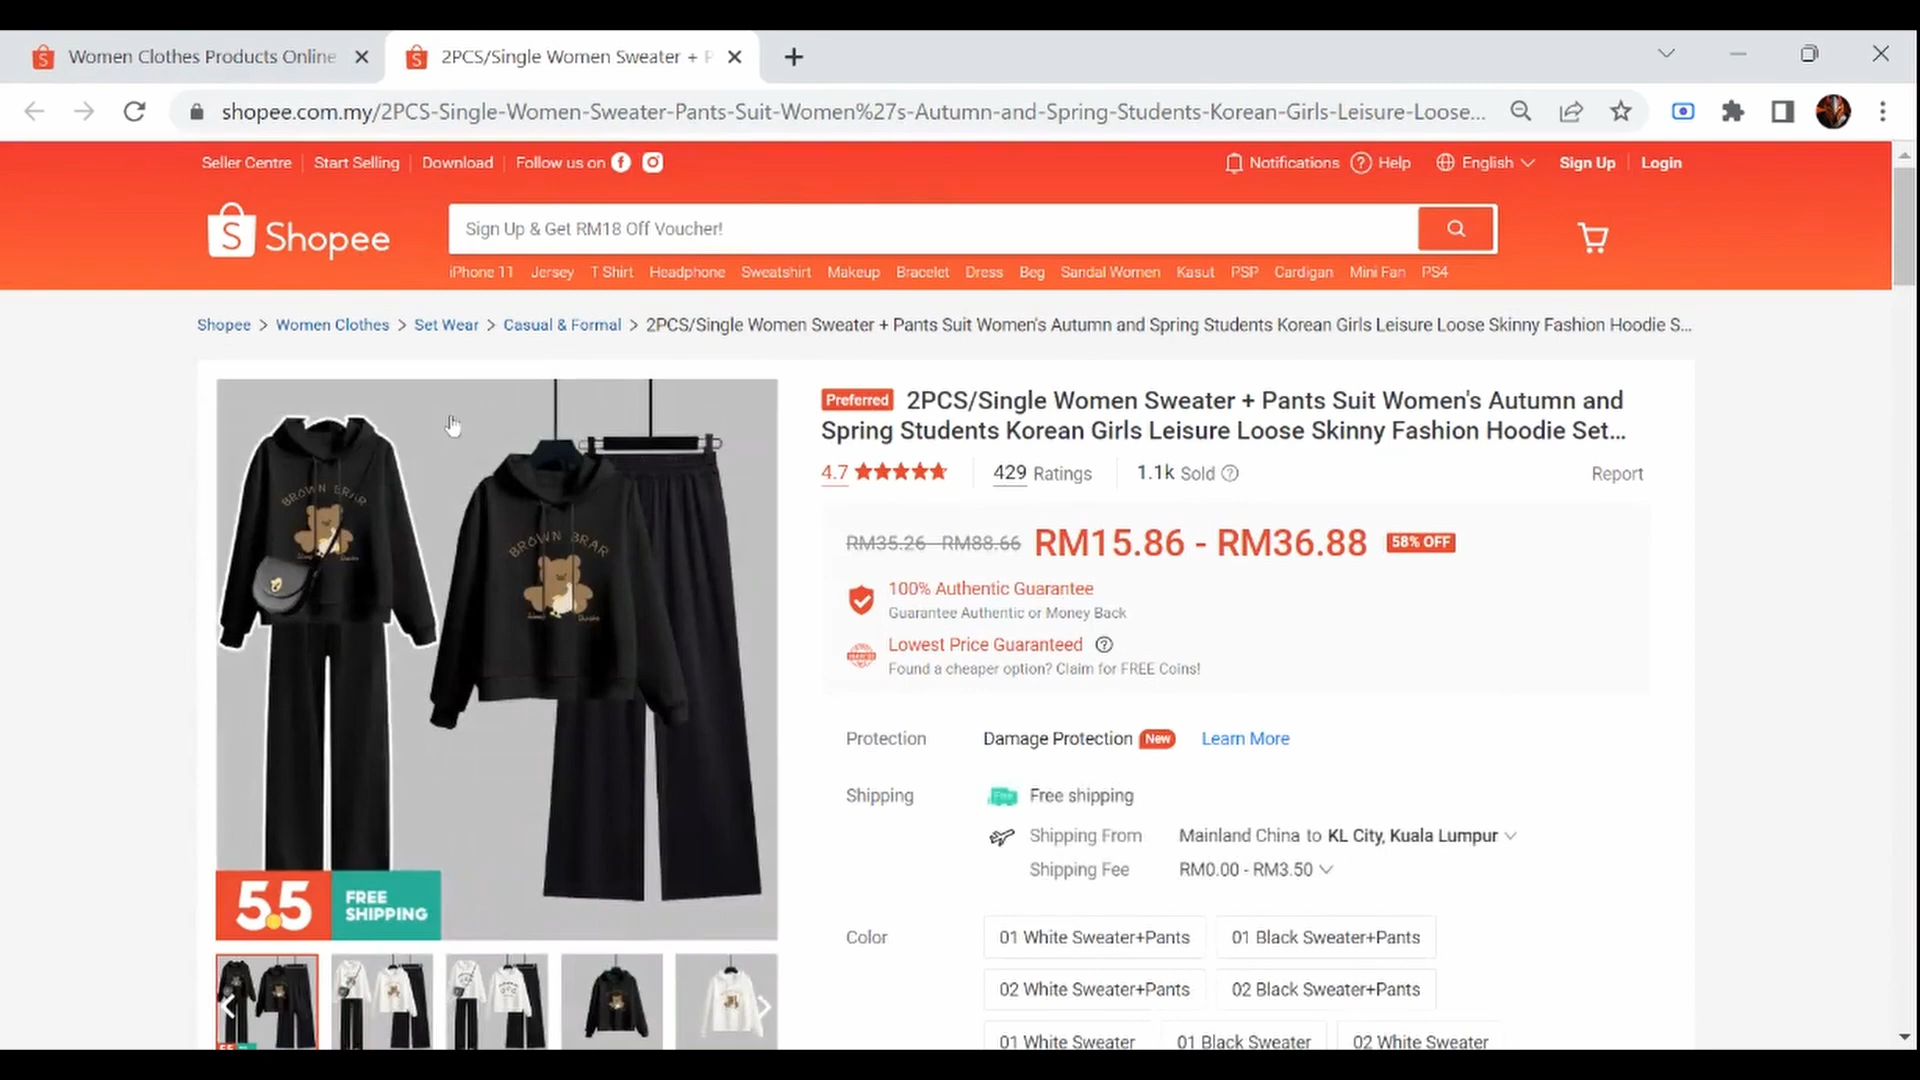 Women Clothes Products Online
2PCS/Single Women Sweater + P
shopee.com.my/2PCS-Single-Women-Sweater-Pants-Suit-Women%27s-Autumn-and-Spring-Students-Korean-Girls-Leisure-Loose...
Seller Centre
Start Selling
Download
Follow us on
Notifications
Help
English
Sign Up
Login
Shopee
Sign Up & Get RM18 Off Voucher!
iPhone 11 Jersey T Shirt Headphone Sweatshirt Makeup Bracelet Dress Beg Sandal Women Kasut PSP Cardigan Mini Fan PS4
Shopee > Women Clothes > Set Wear > Casual & Formal > 2PCS/Single Women Sweater + Pants Suit Women's Autumn and Spring Students Korean Girls Leisure Loose Skinny Fashion Hoodie S...
BROWN BRAR
BROWN BRAR
5.5
FREE
SHIPPING
Preferred 2PCS/Single Women Sweater + Pants Suit Women's Autumn and
Spring Students Korean Girls Leisure Loose Skinny Fashion Hoodie Set...
4.7
429 Ratings
1.1k Sold
Report
RM35.26 - RM88.66 RM15.86 - RM36.88 58% OFF
100% Authentic Guarantee
Guarantee Authentic or Money Back
Lowest Price Guaranteed
Found a cheaper option? Claim for FREE Coins!
Protection Damage Protection New Learn More
Shipping Free shipping
Shipping From Mainland China to KL City, Kuala Lumpur
Shipping Fee RM0.00 - RM3.50
Color 01 White Sweater+Pants 01 Black Sweater+Pants
02 White Sweater+Pants 02 Black Sweater+Pants
01 White Sweater 01 Black Sweater 02 White Sweater